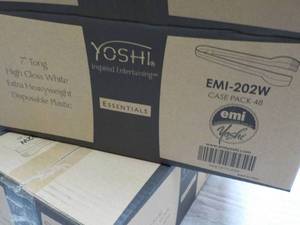 7" Tong
High Gloss White
Extra Heavyweight
Disposable Plastic
YOSHI®
Inspired Entertaining™
ESSENTIALS
EMI-202W
CASE PACK 48
emi
Yoshi